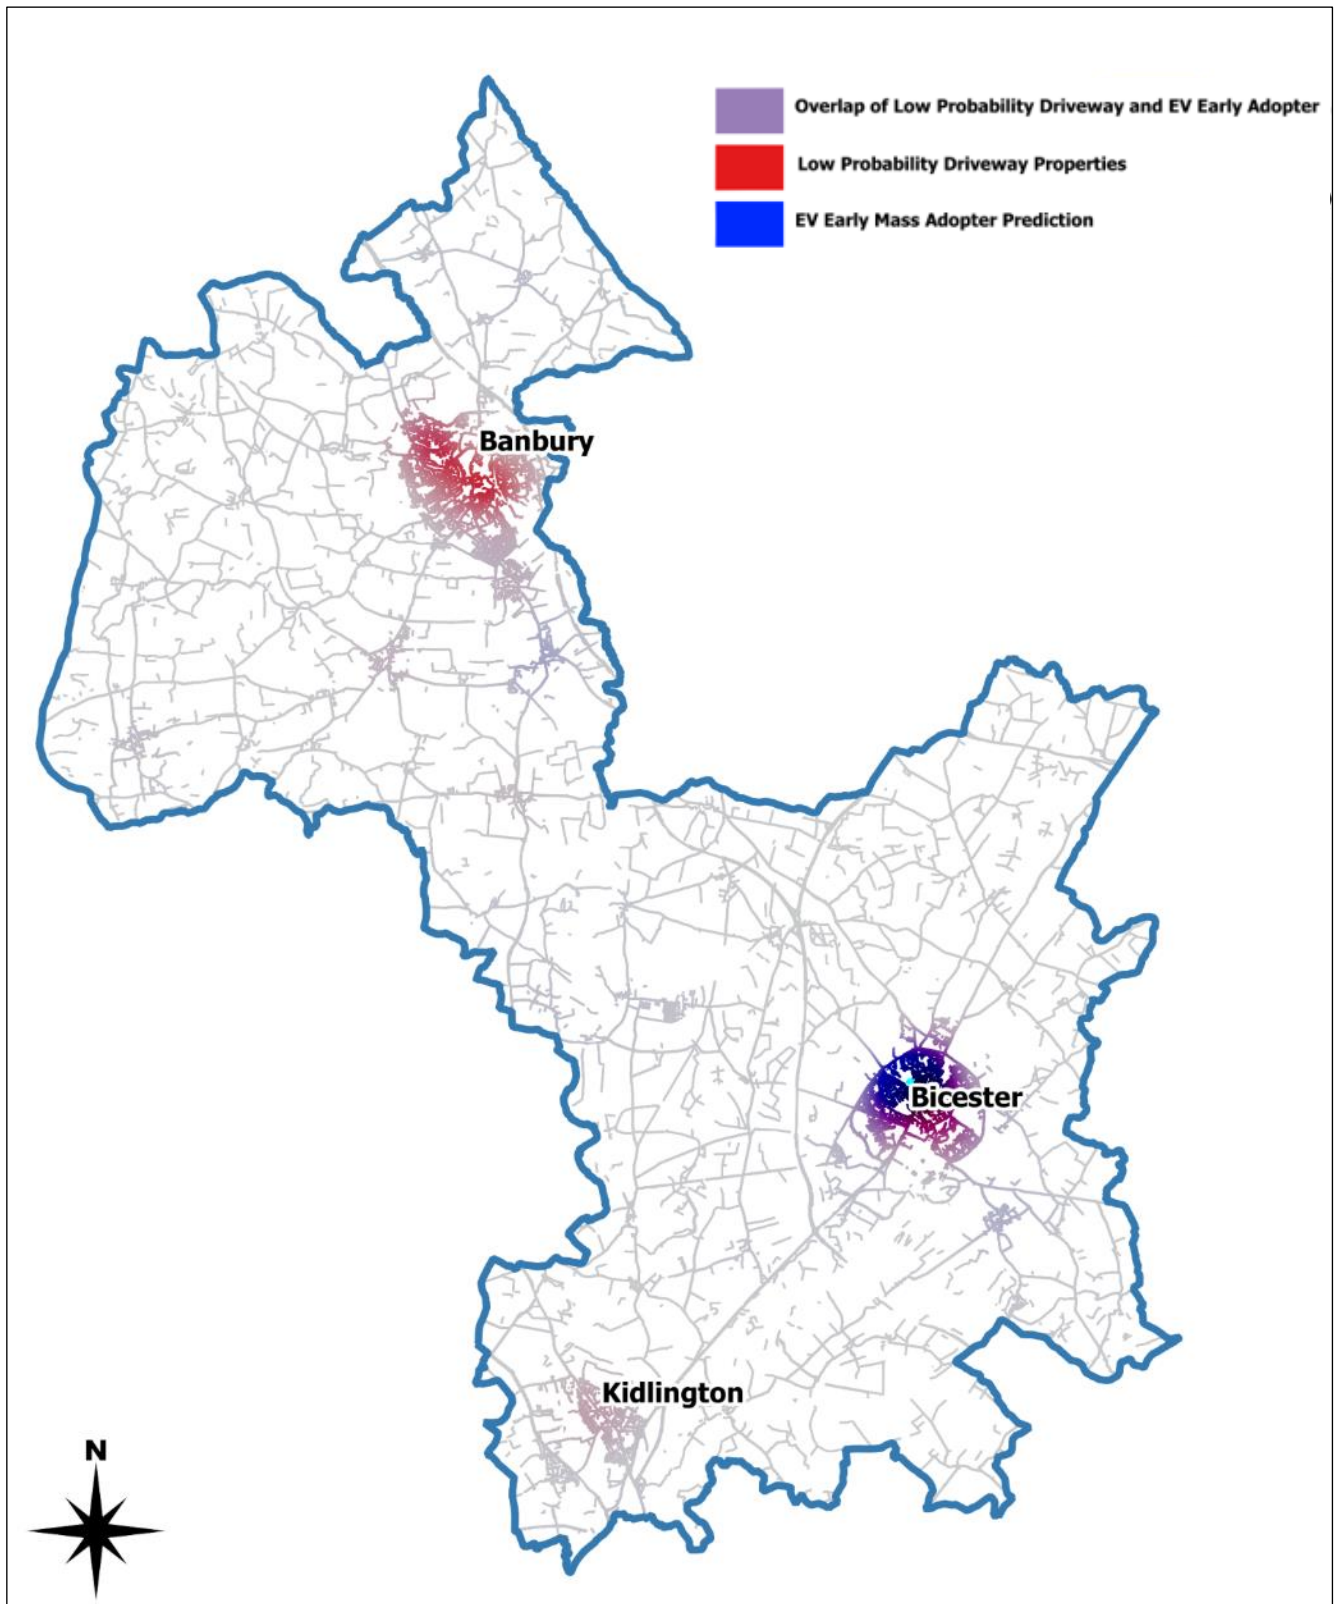 Overlap of Low Probability Driveway and EV Early Adopter
Low Probability Driveway Properties
EV Early Mass Adopter Prediction
Banbury
Bicester
Kidlington
N